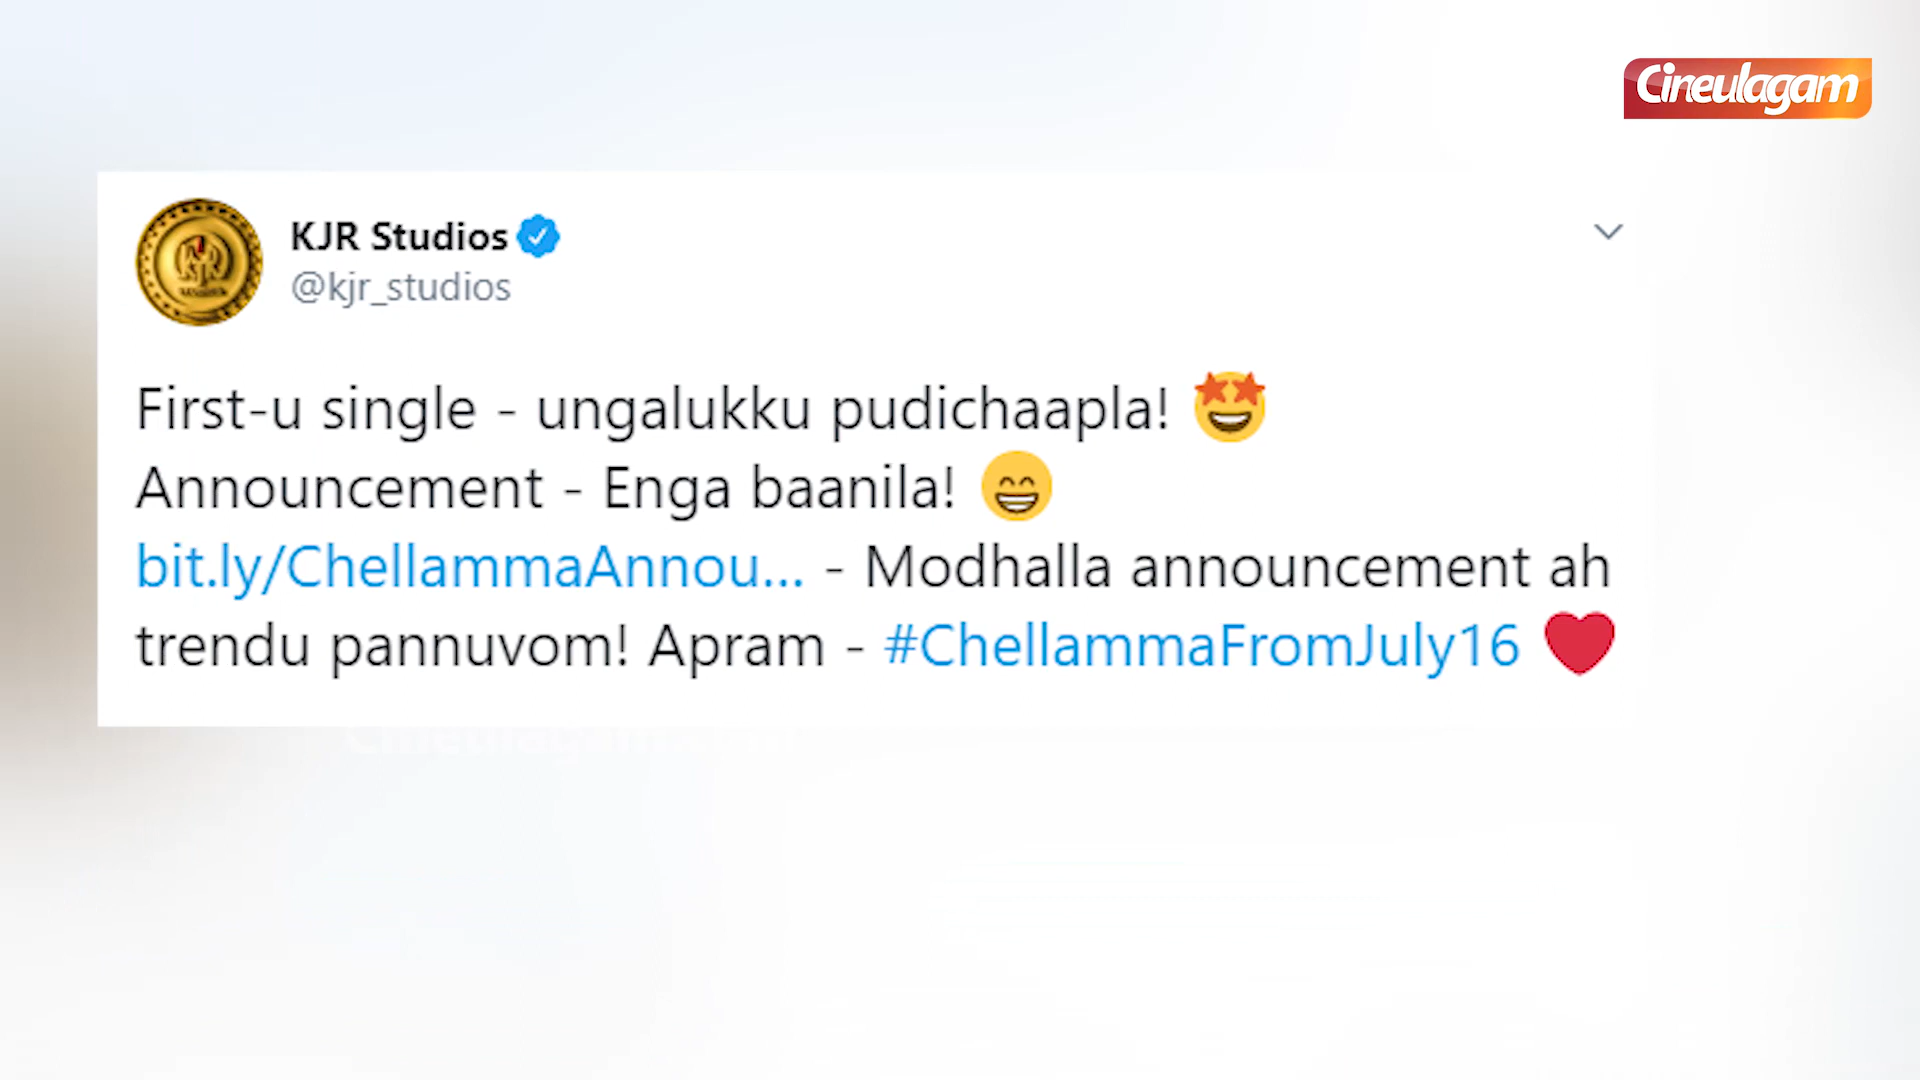 Cineulagam
KJR Studios
@kjr_studios
First-u single - ungalukku pudichaapla! 🤩
Announcement - Enga baanila! 😁
bit.ly/ChellammaAnnou... - Modhalla announcement ah
trendu pannuvom! Apram - #ChellammaFromJuly16 ❤️